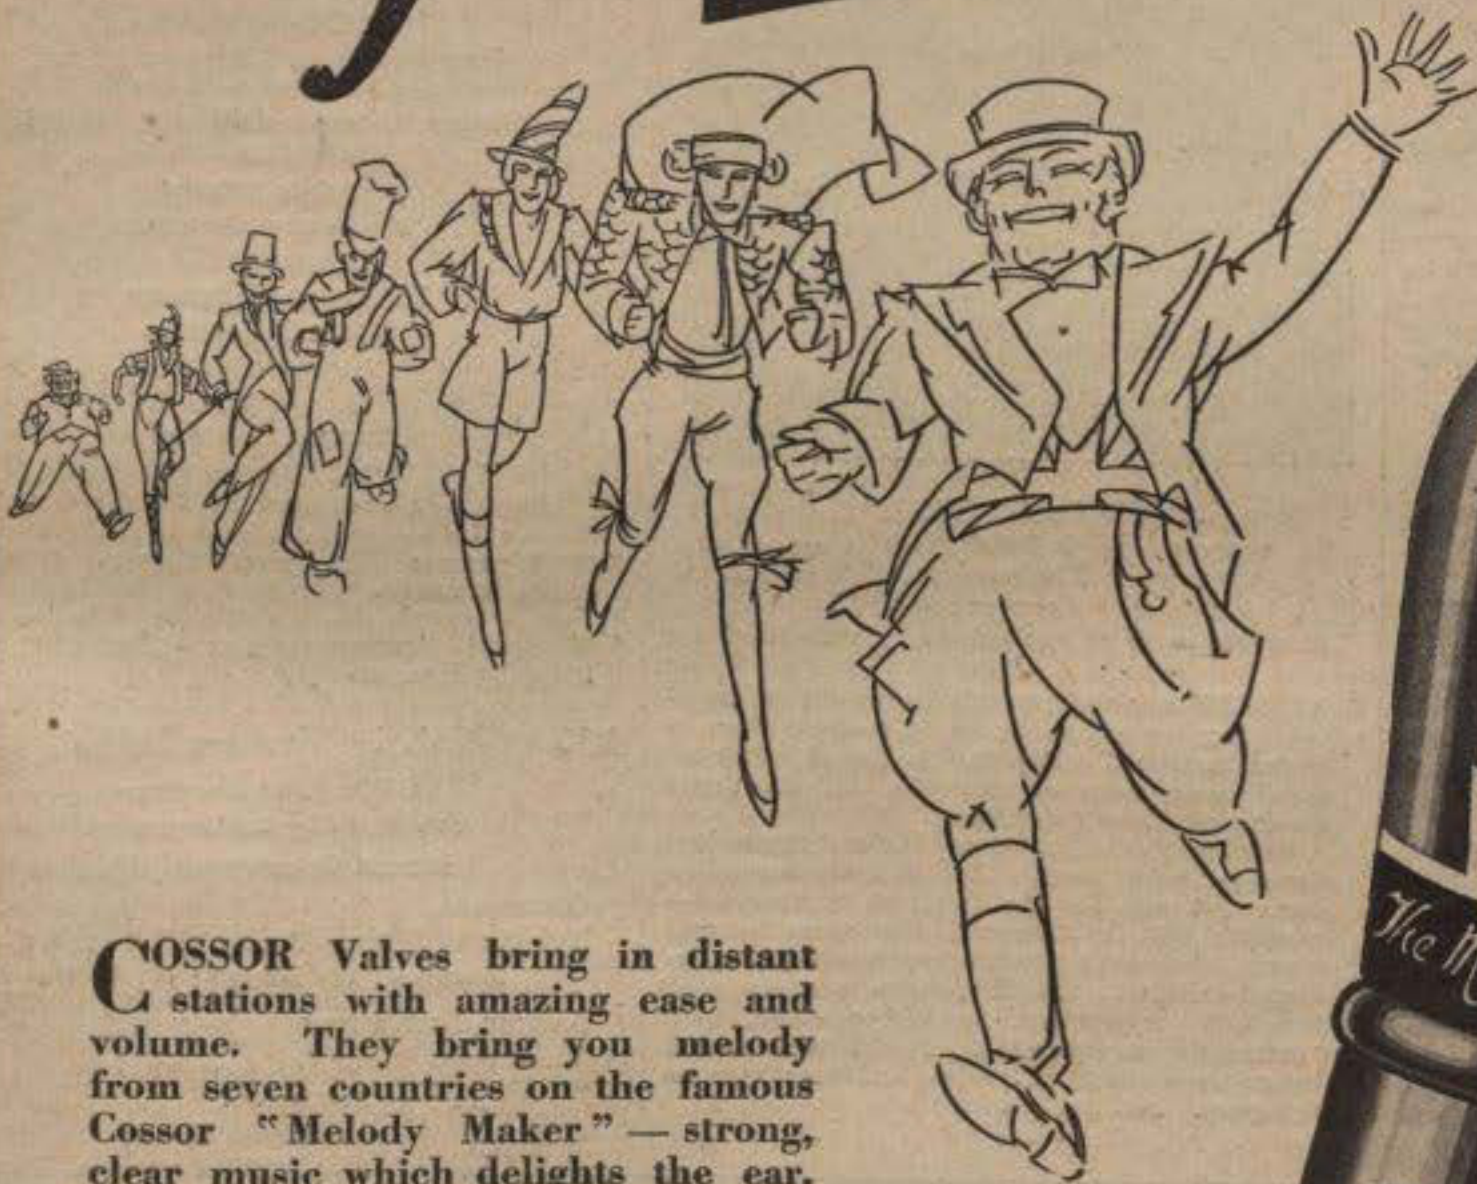 COSSOR Valves bring in distant
stations with amazing ease and
volume. They bring you melody
from seven countries on the famous
Cossor "Melody Maker" — strong,
clear music which delights the ear.
The